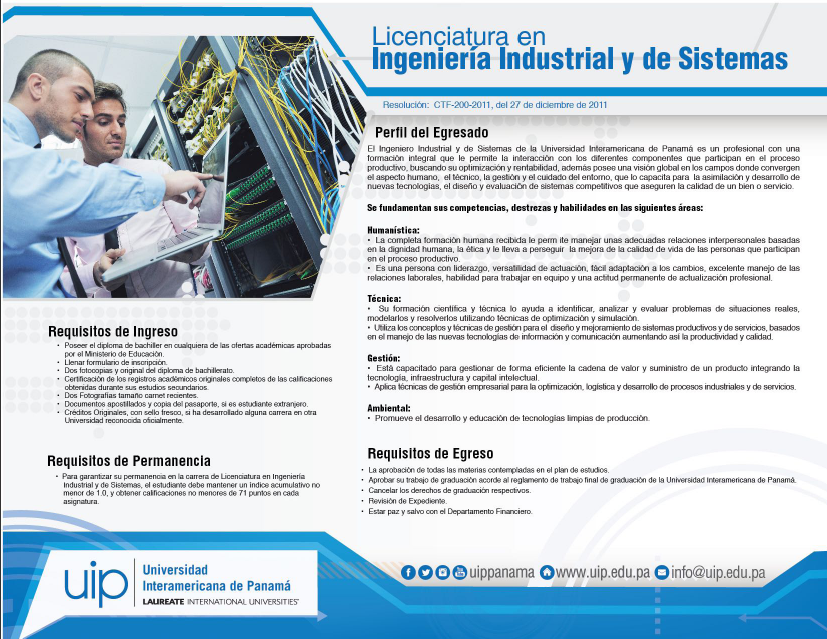 Licenciatura en
Ingeniería Industrial y de Sistemas
Resolución: CTF-200-2011, del 27 de diciembre de 2011
Perfil del Egresado
El Ingeniero Industrial y de Sistemas de la Universidad Interamericana de Panamá es un profesional con una
formación integral que le permite la interacción con los diferentes componentes que participan en el proceso
productivo, buscando su optimización y rentabilidad, además posee una visión global en los campos donde convergen
el aspecto humano, el técnico, la gestión y el cuidado del entorno, que lo capacita para la asimilación y desarrollo de
nuevas tecnologías, el diseño y evaluación de sistemas competitivos que aseguren la calidad de un bien o servicio.
Se fundamentan sus competencias, destrezas y habilidades en las siguientes áreas:
Humanística:
• La completa formación humana recibida le perm ite manejar unas adecuadas relaciones interpersonales basadas
en la dignidad humana, la ética y le lleva a perseguir la mejora de la calidad de vida de las personas que participan
en el proceso productivo.
• Es una persona con liderazgo, versatilidad de actuación, fácil adaptación a los cambios, excelente manejo de las
relaciones laborales, habilidad para trabajar en equipo y una actitud permanente de actualización profesional.
Técnica:
• Su formación científica y técnica lo ayuda a identificar, analizar y evaluar problemas de situaciones reales,
modelarlos y resolverlos utilizando técnicas de optimización y simulación.
• Utiliza los conceptos y técnicas de gestión para el diseño y mejoramiento de sistemas productivos y de servicios, basados
en el manejo de las nuevas tecnologías de información y comunicación aumentando así la productividad y calidad.
Gestión:
• Está capacitado para gestionar de forma eficiente la cadena de valor y suministro de un producto integrando la
tecnología, infraestructura y capital intelectual.
• Aplica técnicas de gestión empresarial para la optimización, logística y desarrollo de procesos industriales y de servicios.
Ambiental:
• Promueve el desarrollo y educación de tecnologías limpias de producción.
Requisitos de Egreso
• La aprobación de todas las materias contempladas en el plan de estudios.
• Aprobar su trabajo de graduación acorde al reglamento de trabajo final de graduación de la Universidad Interamericana de Panamá.
• Cancelar los derechos de graduación respectivos.
• Revisión de Expediente.
• Estar paz y salvo con el Departamento Financiero.
Requisitos de Ingreso
• Poseer el diploma de bachiller en cualquiera de las ofertas académicas aprobadas
por el Ministerio de Educación.
• Llenar formulario de inscripción.
• Dos fotocopias y original del diploma de bachillerato.
• Certificación de los registros académicos originales completos de las calificaciones
obtenidas durante sus estudios secundarios.
• Dos Fotografías tamaño carnet recientes.
• Documentos apostillados y copia del pasaporte, si es estudiante extranjero.
• Créditos Originales, con sello fresco, si ha desarrollado alguna carrera en otra
Universidad reconocida oficialmente.
Requisitos de Permanencia
• Para garantizar su permanencia en la carrera de Licenciatura en Ingeniería
Industrial y de Sistemas, el estudiante debe mantener un índice acumulativo no
menor de 1.0, y obtener calificaciones no menores de 71 puntos en cada
asignatura.
uip
Universidad
Interamericana de Panamá
LAUREATE INTERNATIONAL UNIVERSITIES
uippanama www.uip.edu.pa info@uip.edu.pa